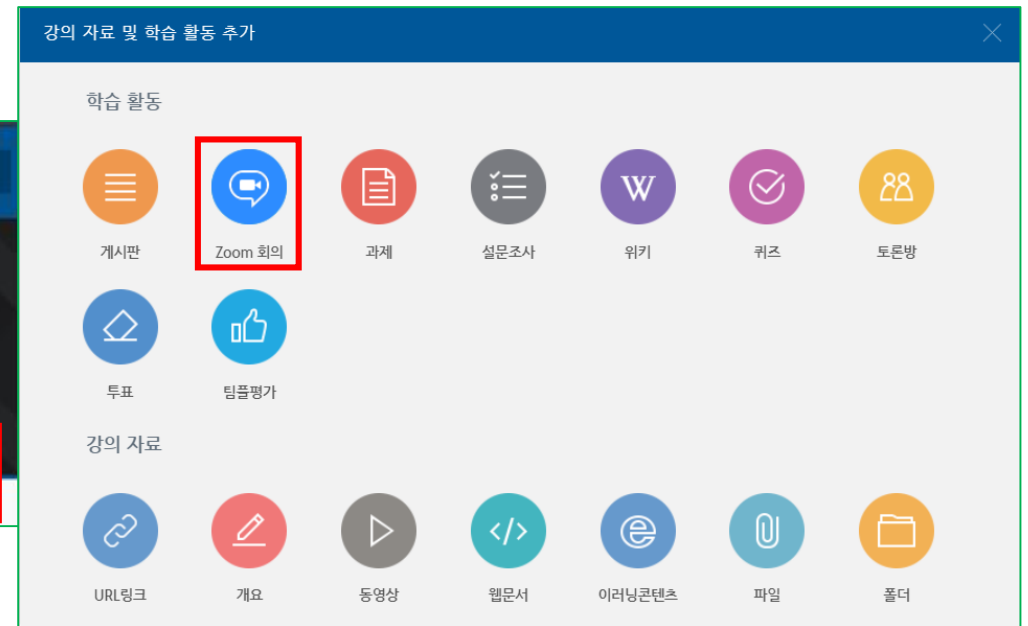 강의 자료 및 학습 활동 추가
학습 활동
게시판 Zoom 회의 과제 설문조사 위키 퀴즈 토론방
투표 팀플평가
강의 자료
URL링크 개요 동영상 웹문서 이러닝콘텐츠 파일 폴더